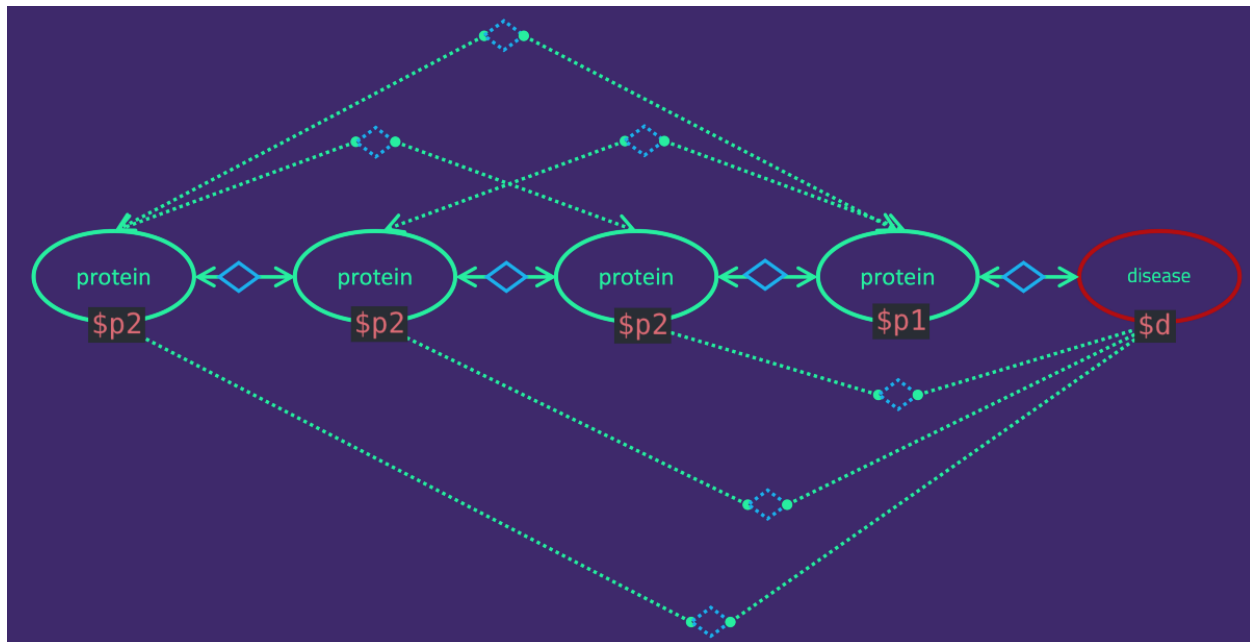 protein
protein
protein
protein
disease
$p2
$p2
$p2
$p1
$d